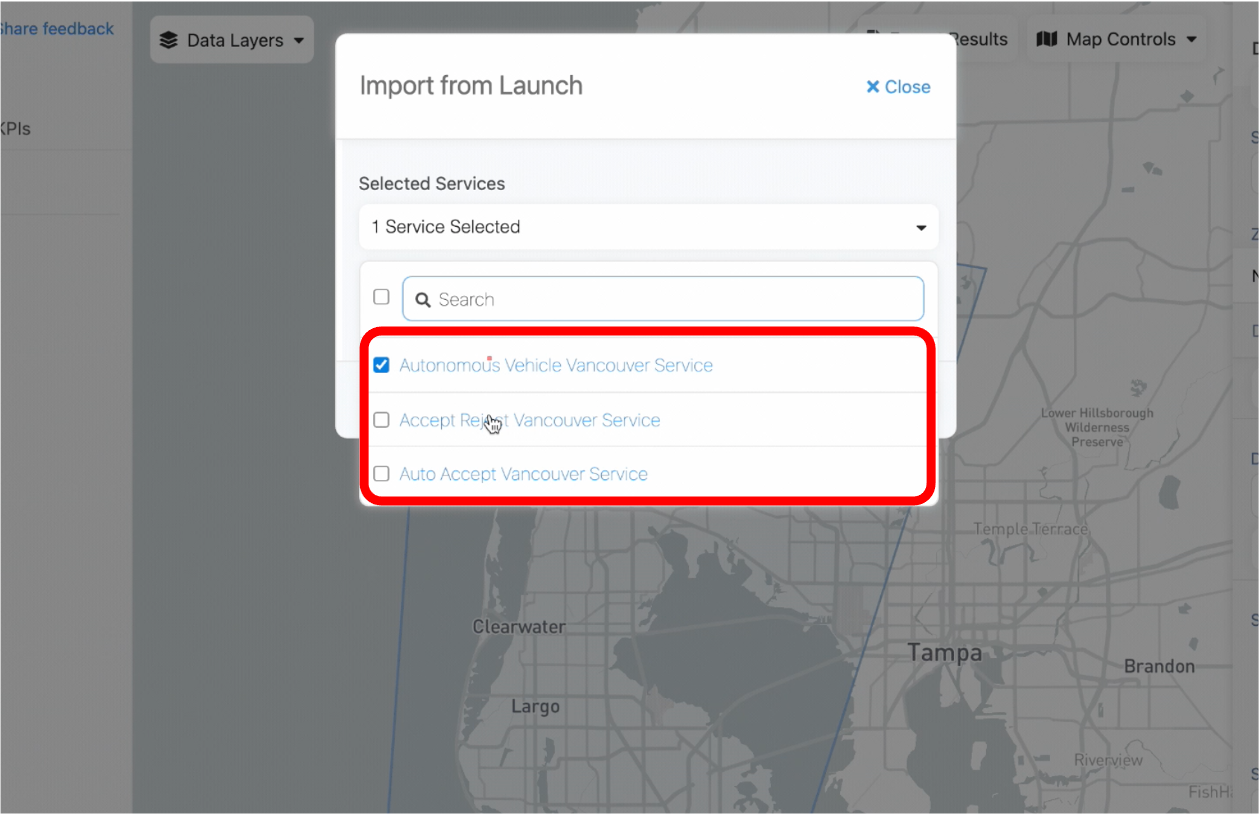 Share feedback
Data Layers
Results
Map Controls
Import from Launch
Close
KPIs
Selected Services
1 Service Selected
Search
Autonomous Vehicle Vancouver Service
Accept Reject Vancouver Service
Auto Accept Vancouver Service
Lower Hillsborough
Wilderness
Preserve
Temple Terrace
Clearwater
Tampa
Brandon
Largo
Riverview